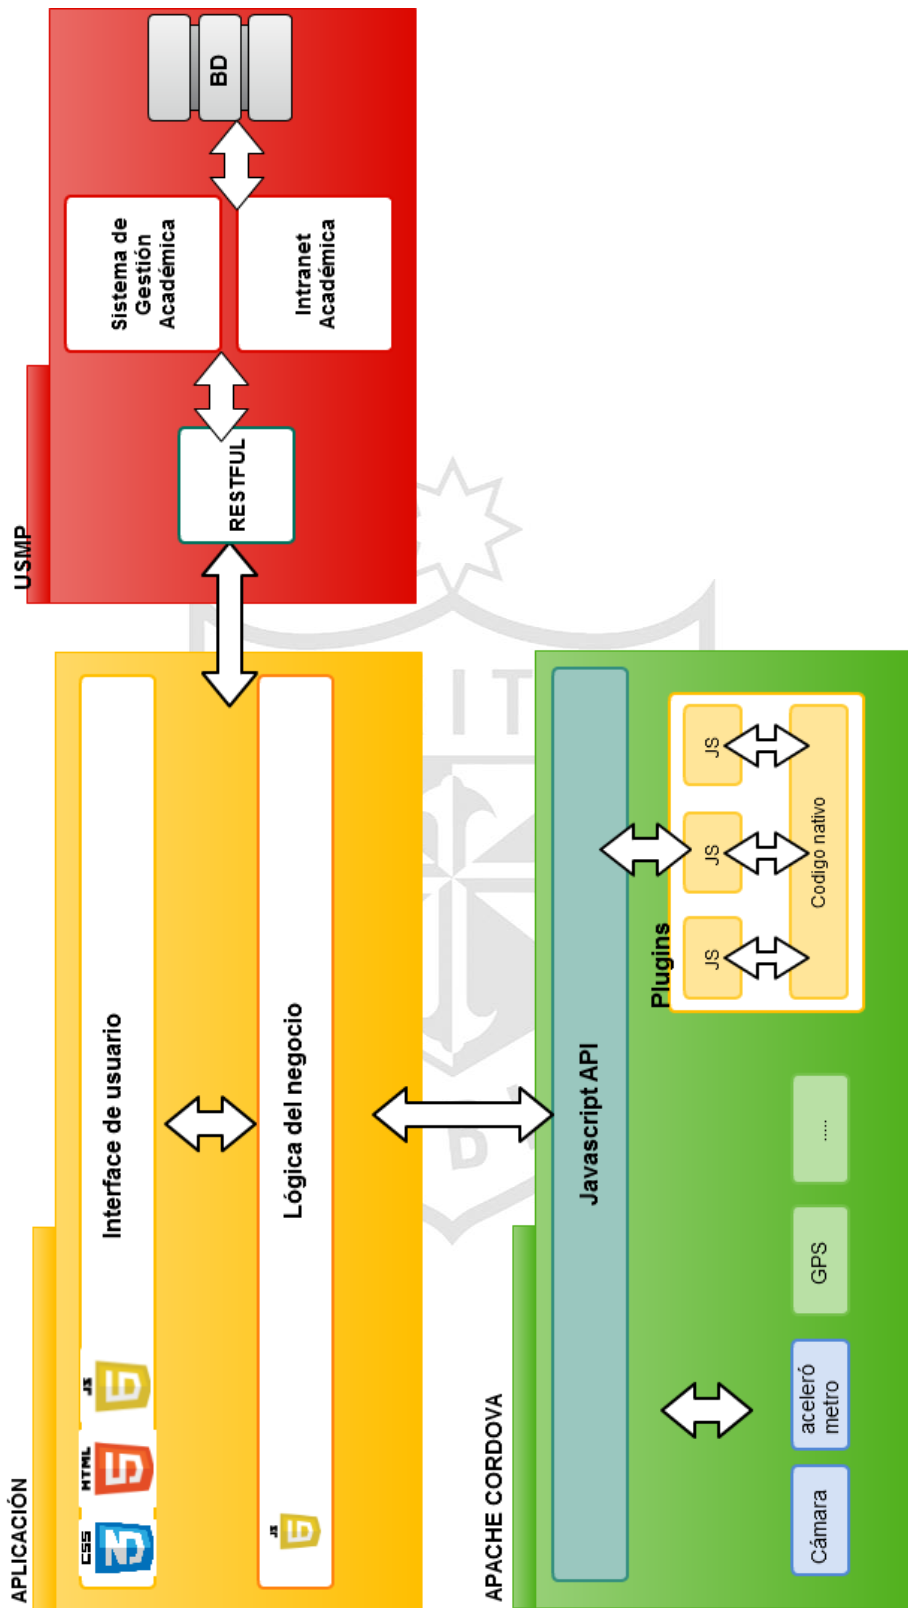 APLICACIÓN
CSS
HTML
JS
Interface de usuario
JS
Lógica del negocio
USMP
RESTFUL
Sistema de
Gestión
Académica
Intranet
Académica
BD
APACHE CORDOVA
Javascript API
Cámara
aceleró
metro
GPS
.....
Plugins
JS
JS
JS
Codigo nativo